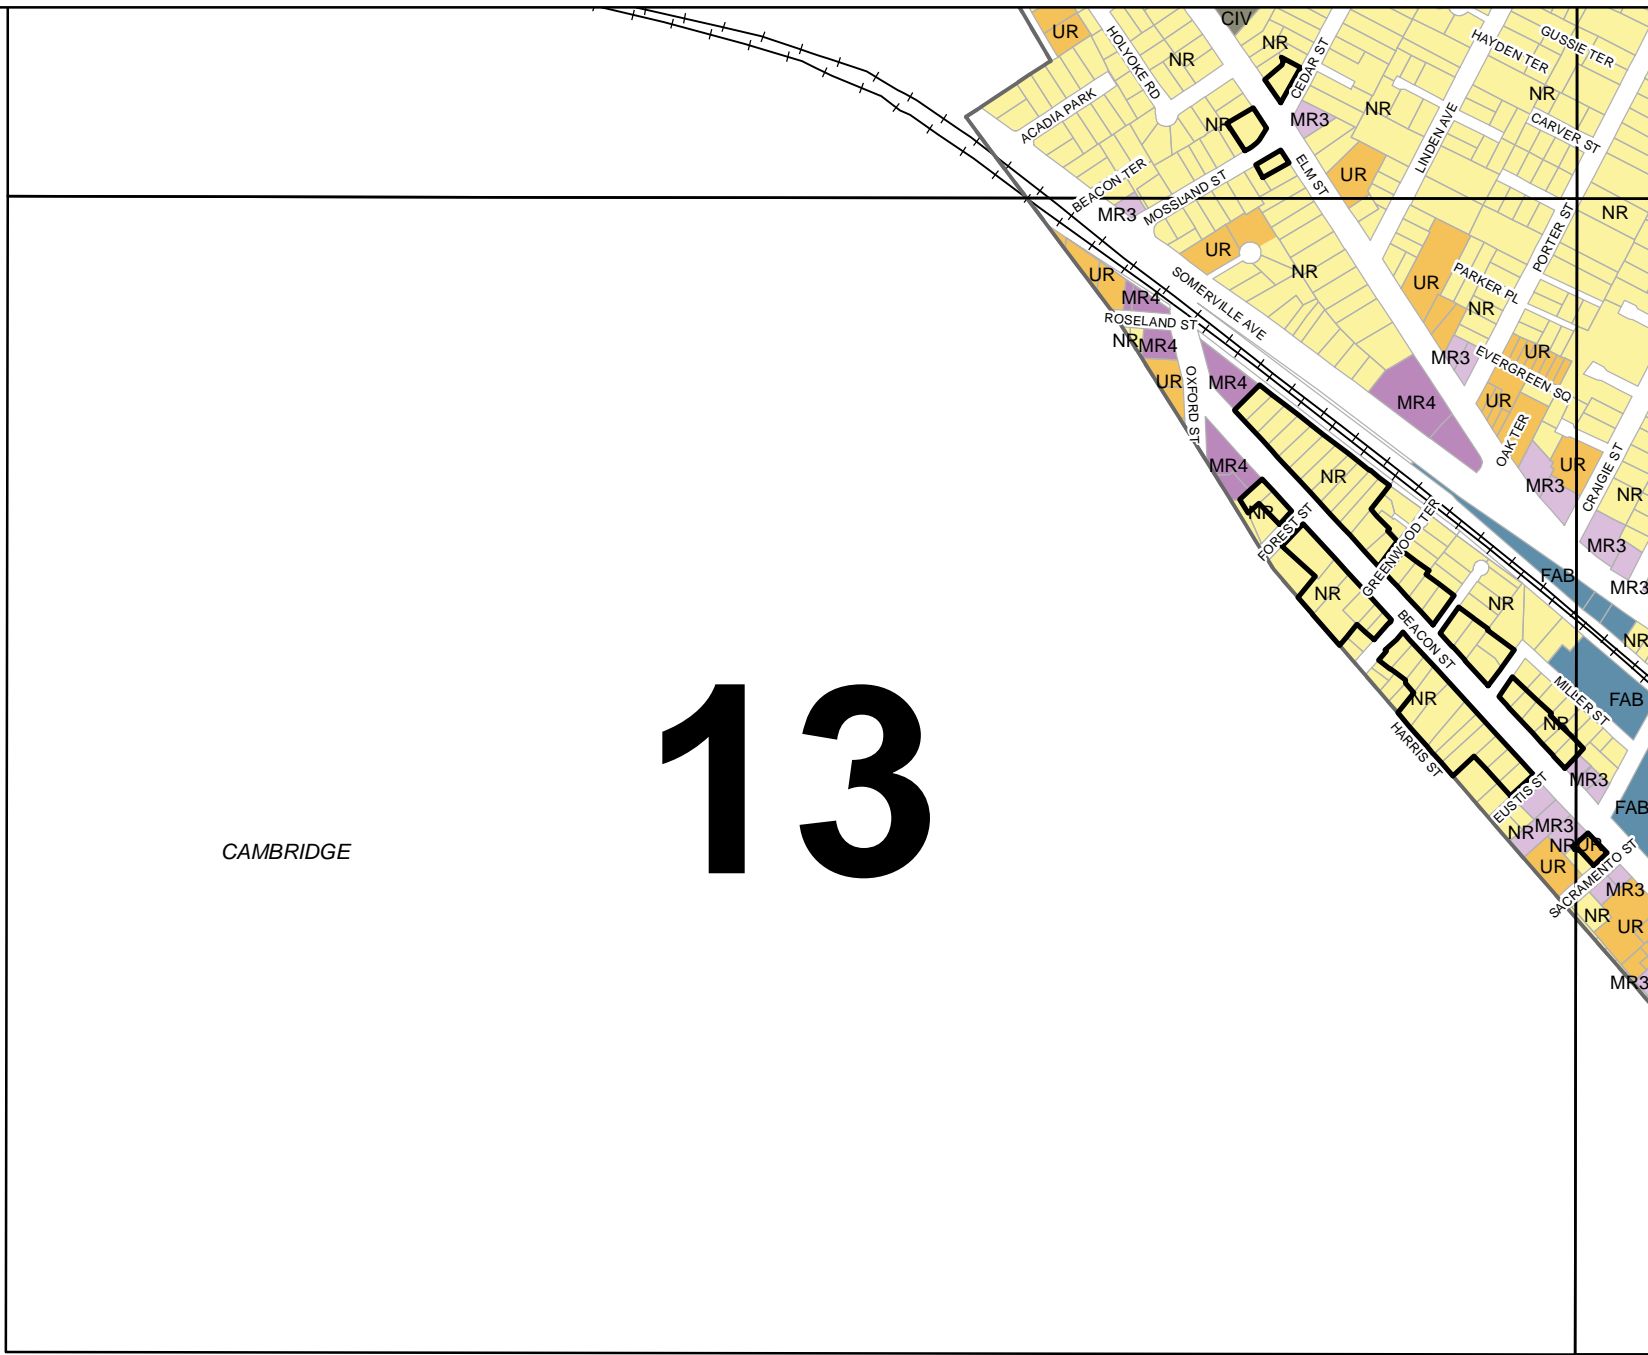 CIV
UR
HOLYOKE RD
NR
NR
CEDAR ST
HAYDEN TER
GUSSIE TER
NR
ACADIA PARK
NR
MR3
NR
LINDEN AVE
CARVER ST
BEACON TER
MOSSLAND ST
ELM ST
UR
MR3
NR
PORTER ST
UR
NR
UR
SOMERVILLE AVE
UR
PARKER PL
NR
MR4
ROSELAND ST
NR
MR4
MR3
EVERGREEN SQ
UR
UR
OXFORD ST
MR4
MR4
UR
OAK TER
MR4
NR
MR3
UR
CRAIGIE ST
NR
NR
FOREST ST
GREENWOOD TER
MR3
FAB
MR3
NR
NR
BEACON ST
NR
NR
MILLER ST
FAB
NR
HARRIS ST
MR3
EUSTIS ST
FAB
NR
MR3
NR
UR
UR
SACRAMENTO ST
MR3
NR
UR
MR3
13
CAMBRIDGE